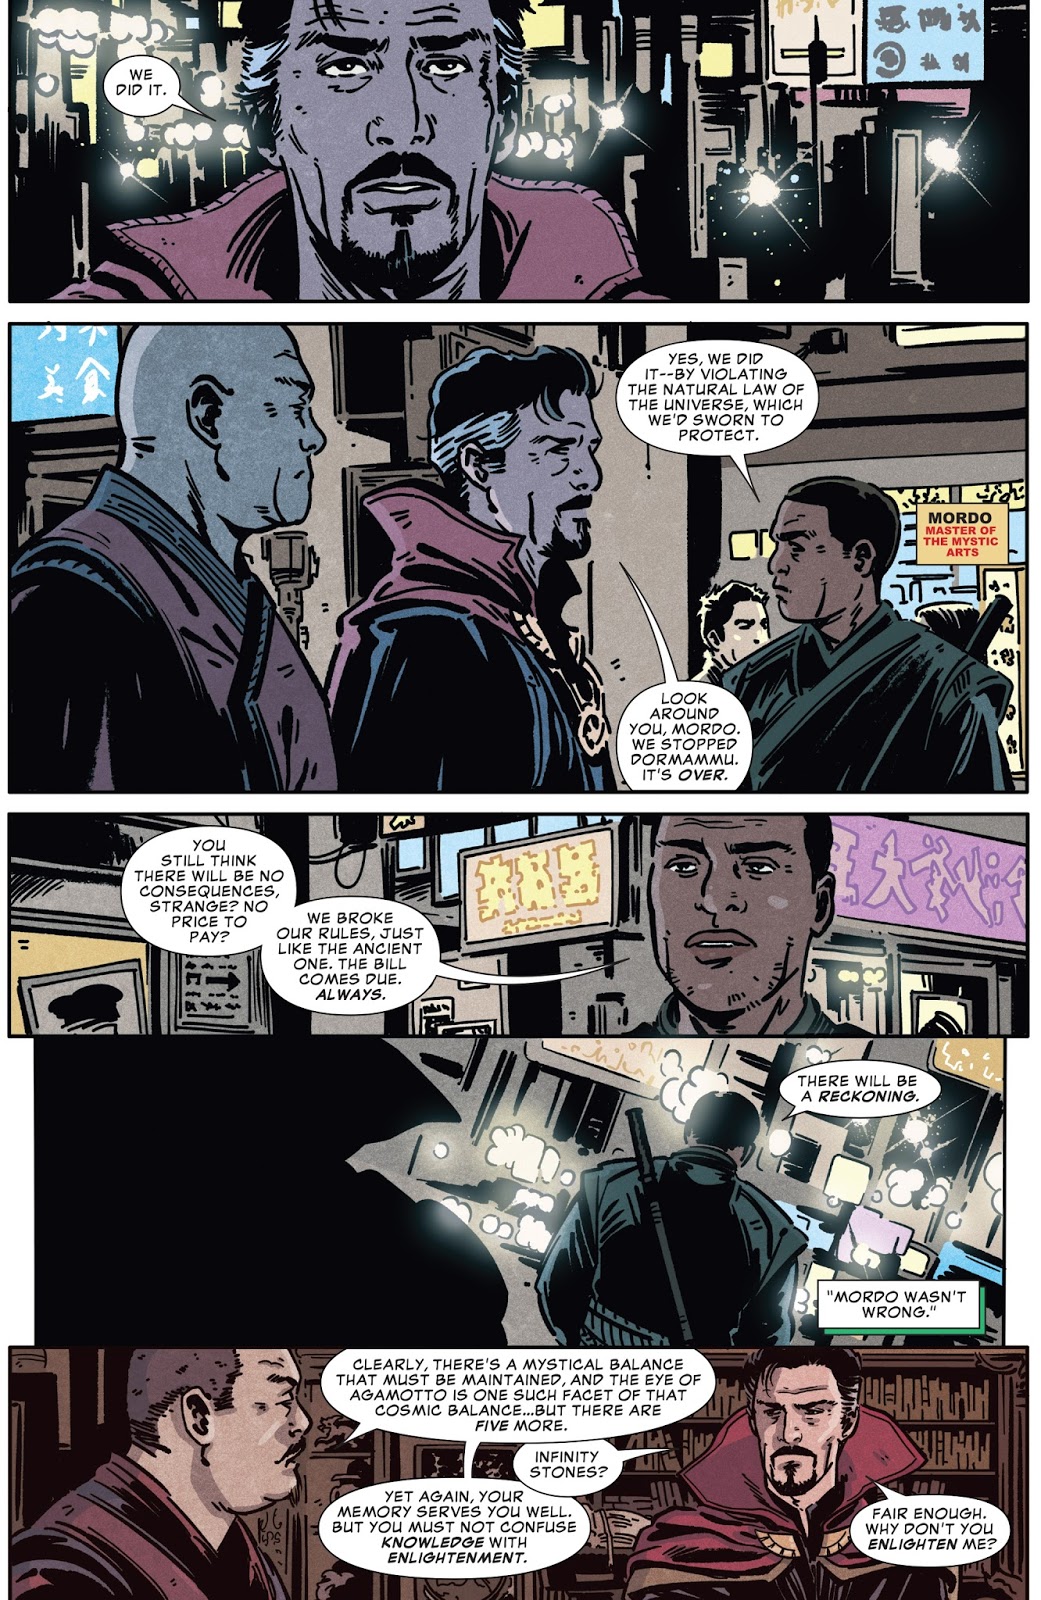 WE
DID IT.
YES, WE DID
IT--BY VIOLATING
THE NATURAL LAW OF
THE UNIVERSE, WHICH
WE'D SWORN TO
PROTECT.
MORDO
MASTER OF
THE MYSTIC
ARTS
LOOK
AROUND
YOU, MORDO.
WE STOPPED
DORMAMMU.
IT'S OVER.
YOU
STILL THINK
THERE WILL BE NO
CONSEQUENCES,
STRANGE? NO
PRICE TO
PAY?
WE BROKE
OUR RULES, JUST
LIKE THE ANCIENT
ONE. THE BILL
COMES DUE.
ALWAYS.
THERE WILL BE
A RECKONING.
"MORDO WASN'T
WRONG."
CLEARLY, THERE'S A MYSTICAL BALANCE
THAT MUST BE MAINTAINED, AND THE EYE OF
AGAMOTTO IS ONE SUCH FACET OF THAT
COSMIC BALANCE...BUT THERE ARE
FIVE MORE.
INFINITY
STONES?
YET AGAIN, YOUR
MEMORY SERVES YOU WELL.
BUT YOU MUST NOT CONFUSE
KNOWLEDGE WITH
ENLIGHTENMENT.
FAIR ENOUGH.
WHY DON'T YOU
ENLIGHTEN ME?